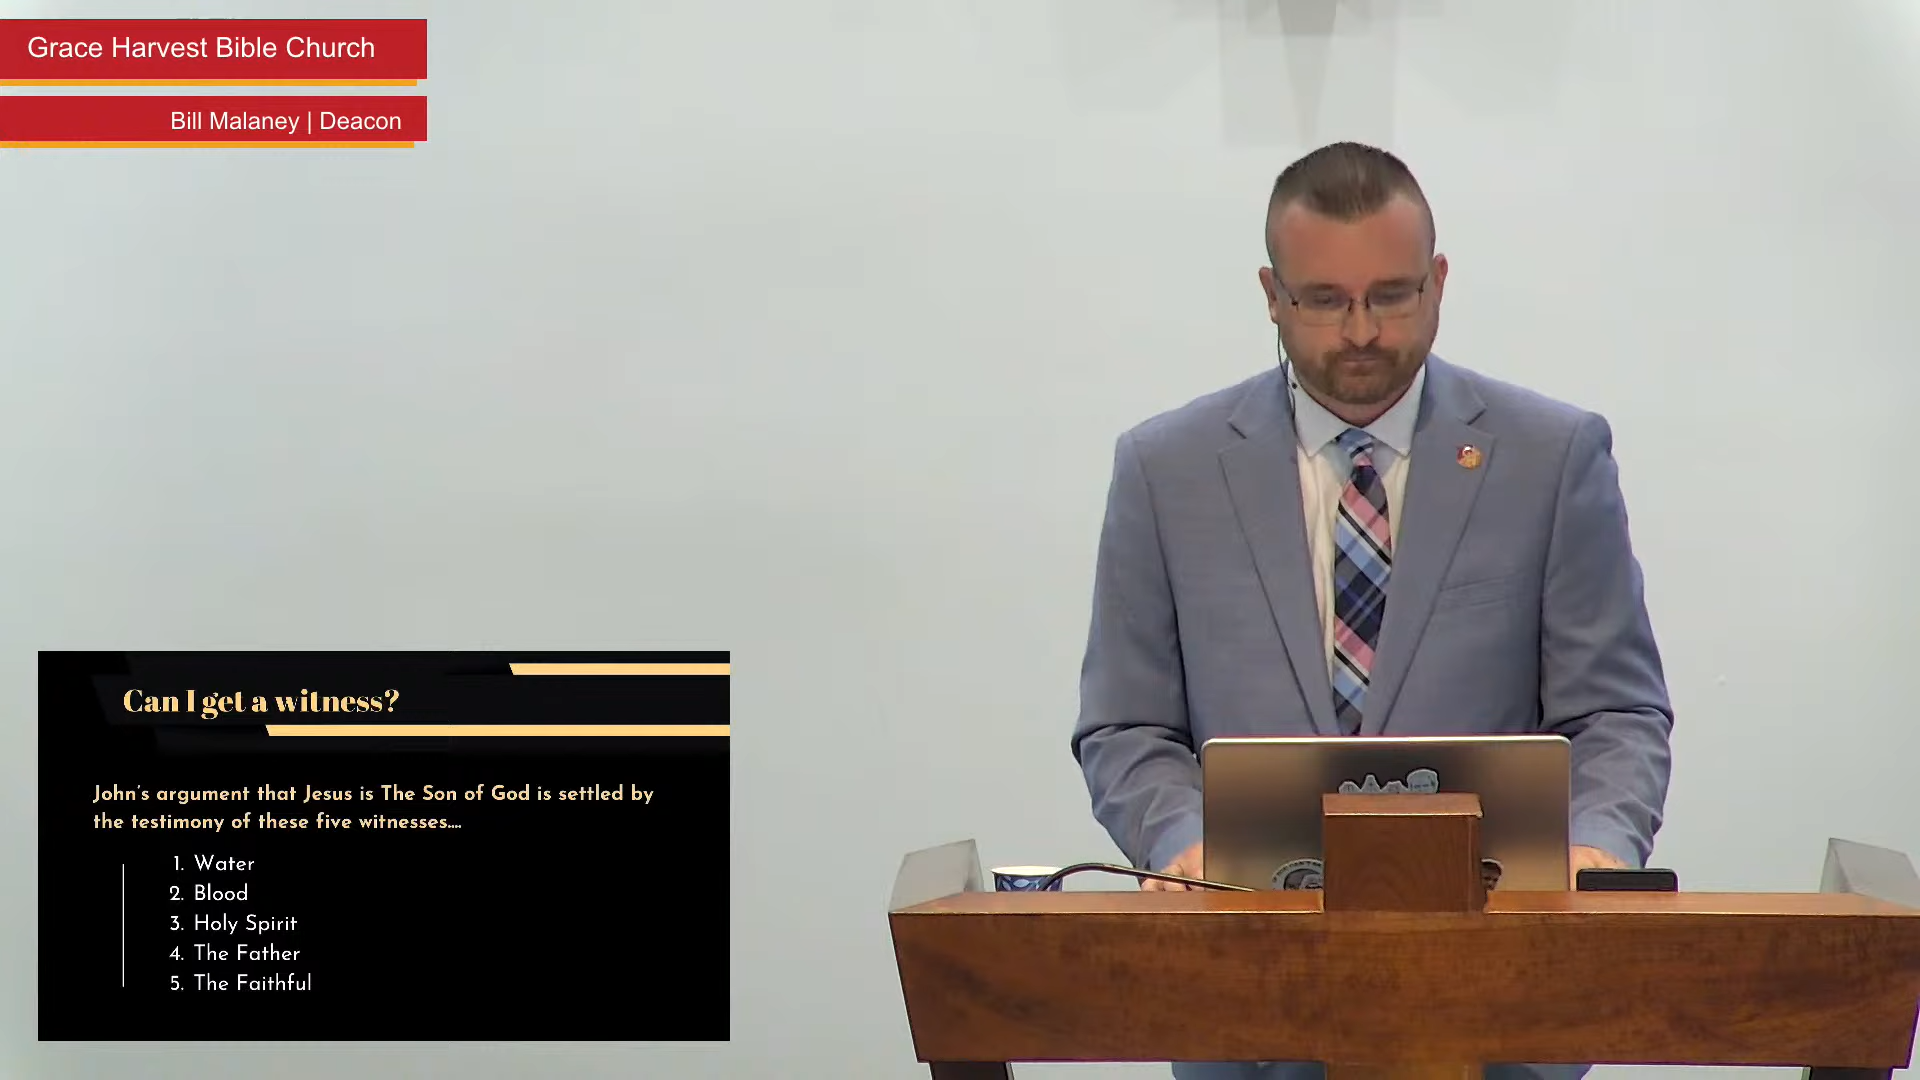 Grace Harvest Bible Church
Bill Malaney | Deacon
Can I get a witness?
John's argument that Jesus is The Son of God is settled by
the testimony of these five witnesses....
1. Water
2. Blood
3. Holy Spirit
4. The Father
5. The Faithful